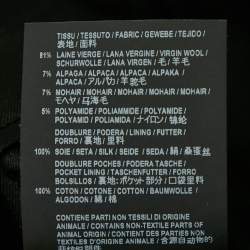 TISSU / TESSUTO / FABRIC / GEWEBE / TEJIDO /
表地 / 面料
81% LAINE VIERGE / LANA VERGINE / VIRGIN WOOL /
SCHURWOLLE / LANA VIRGEN / 毛 / 羊毛
7% ALPAGA / ALPACA / ALPACA / ALPAKA /
ALPACA / アルパカ / 羊驼毛
7% MOHAIR / MOHAIR / MOHAIR / MOHAIR / MOHAIR /
モヘヤ / 马海毛
5% POLYAMIDE / POLIAMMIDE / POLYAMIDE /
POLYAMID / POLIAMIDA / ナイロン / 锦纶
DOUBLURE / FODERA / LINING / FUTTER /
FORRO / 裏地 / 里料
100% SOIE / SETA / SILK / SEIDE / SEDA / 絹 / 桑蚕丝
DOUBLURE POCHES / FODERA TASCHE /
POCKET LINING / TASCHENFUTTER / FORRO
BOLSILLOS / 裏地:ポケット部分 / 口袋里料
100% COTON / COTONE / COTTON / BAUMWOLLE /
ALGODON / 綿 / 棉
CONTIENE PARTI NON TESSILI DI ORIGINE
ANIMALE / CONTAINS NON-TEXTILE PARTS OF
ANIMAL ORIGIN / CONTIENT DES PARTIES NON
TEXTILES D'ORIGINE ANIMALE /